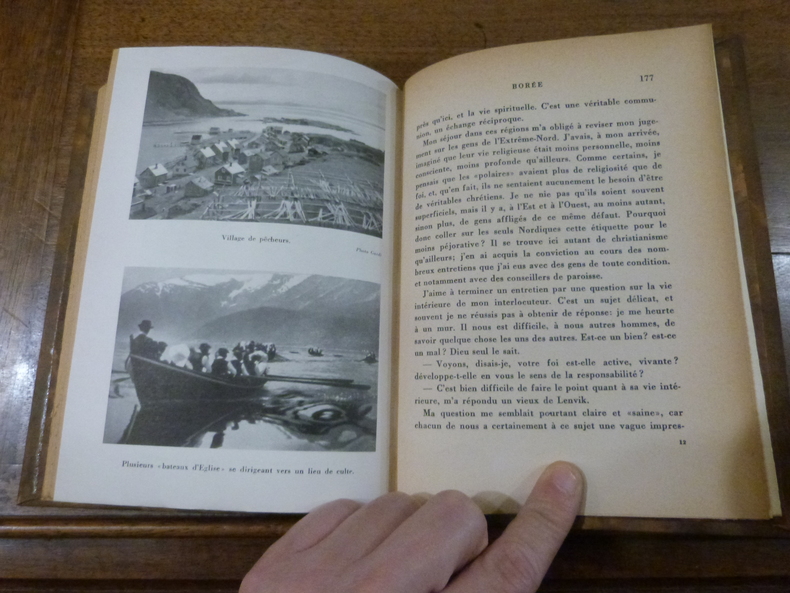 Village de pêcheurs.
Plusieurs «bateaux d'Eglise» se dirigeant vers un lieu de culte.
BORÉE
177
près qu'ici, et la vie spirituelle. C'est une véritable commu-
nion, un échange réciproque.
Mon séjour dans ces régions m'a obligé à reviser mon juge-
ment sur les gens de l'Extrême-Nord. J'avais, à mon arrivée,
imaginé que leur vie religieuse était moins personnelle, moins
consciente, moins profonde qu'ailleurs. Comme certains, je
pensais que les «polaires» avaient plus de religiosité que de
foi, et, qu'en fait, ils ne sentaient aucunement le besoin d'être
de véritables chrétiens. Je ne nie pas qu'ils soient souvent
superficiels, mais il y a, à l'Est et à l'Ouest, au moins autant,
sinon plus, de gens affligés de ce même défaut. Pourquoi
donc coller sur les seuls Nordiques cette étiquette pour le
moins péjorative? Il se trouve ici autant de christianisme
qu'ailleurs; j'en ai acquis la conviction au cours des nom-
breux entretiens que j'ai eus avec des gens de toute condition,
et notamment avec des conseillers de paroisse.
J'aime à terminer un entretien par une question sur la vie
intérieure de mon interlocuteur. C'est un sujet délicat, et
souvent je ne réussis pas à obtenir de réponse: je me heurte
à un mur. Il nous est difficile, à nous autres hommes, de
savoir quelque chose les uns des autres. Est-ce un bien? est-ce
un mal? Dieu seul le sait.
— Voyons, disais-je, votre foi est-elle active, vivante?
développe-t-elle en vous le sens de la responsabilité?
— C'est bien difficile de faire le point quant à sa vie inté-
rieure, m'a répondu un vieux de Lenvik.
Ma question me semblait pourtant claire et «saine», car
chacun de nous a certainement à ce sujet une vague impres-
12